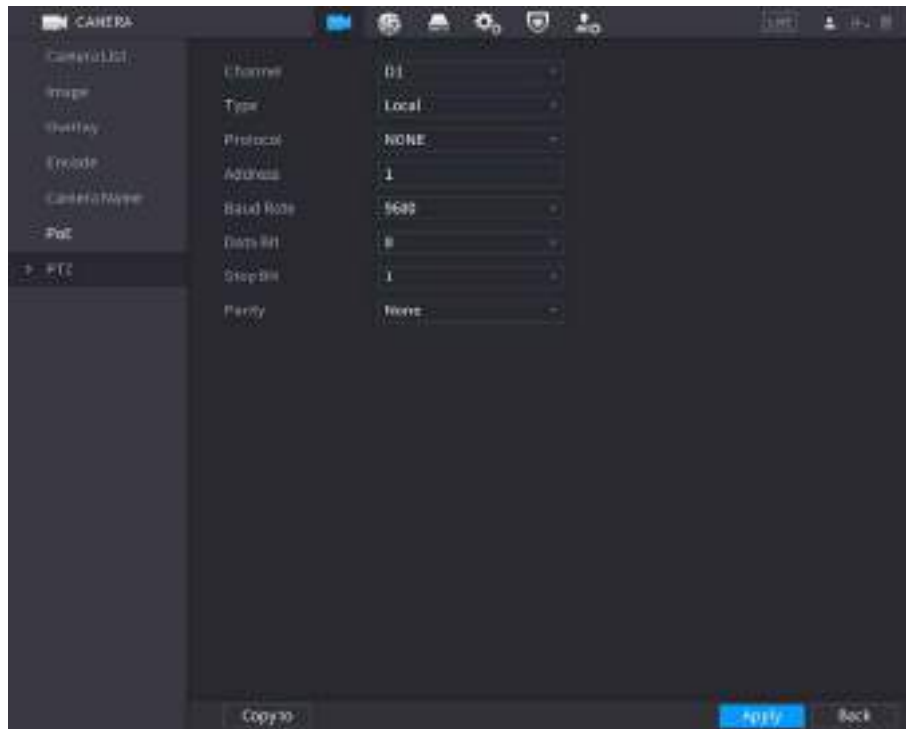 CAMERA
LIVE
Camera List
Image
Overlay
Encode
Camera Name
PoE
PTZ
Channel D1
Type Local
Protocol NONE
Address 1
Baud Rate 9600
Data Bit 8
Stop Bit 1
Parity None
Copy to
Apply
Back